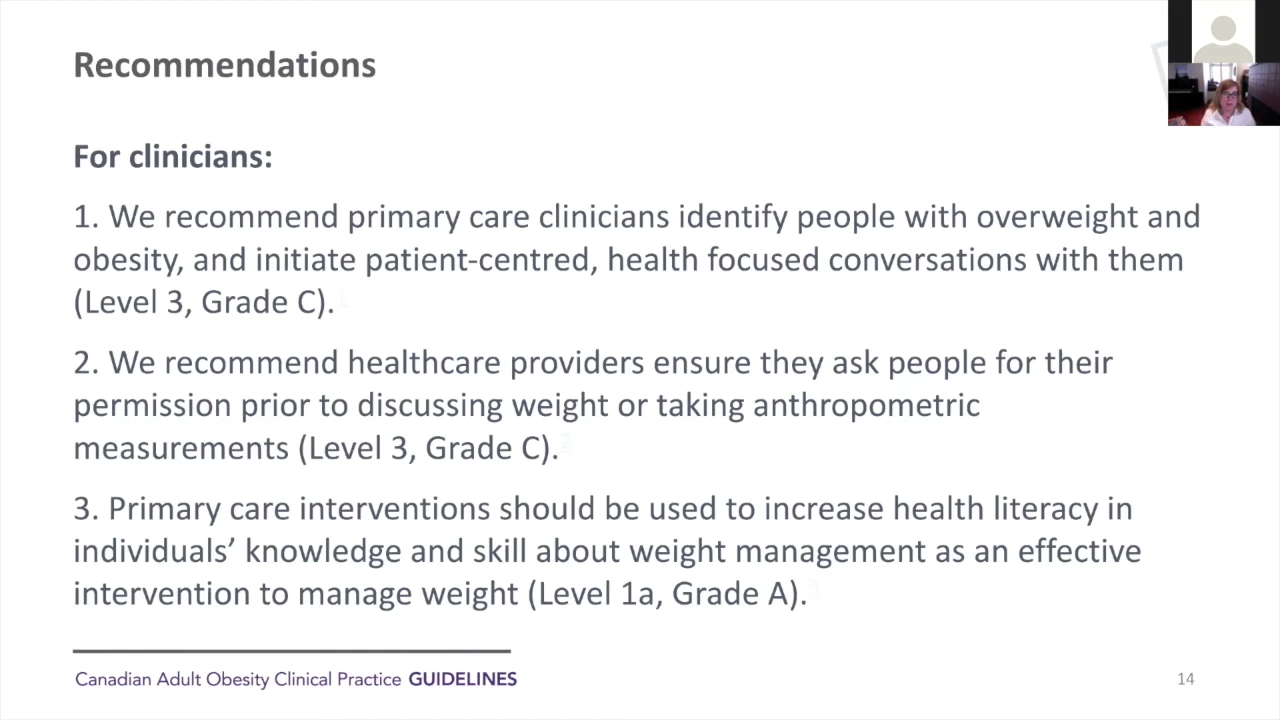 Recommendations
For clinicians:
1. We recommend primary care clinicians identify people with overweight and
obesity, and initiate patient-centred, health focused conversations with them
(Level 3, Grade C). 1
2. We recommend healthcare providers ensure they ask people for their
permission prior to discussing weight or taking anthropometric
measurements (Level 3, Grade C). 2
3. Primary care interventions should be used to increase health literacy in
individuals’ knowledge and skill about weight management as an effective
intervention to manage weight (Level 1a, Grade A). 3
Canadian Adult Obesity Clinical Practice GUIDELINES
14